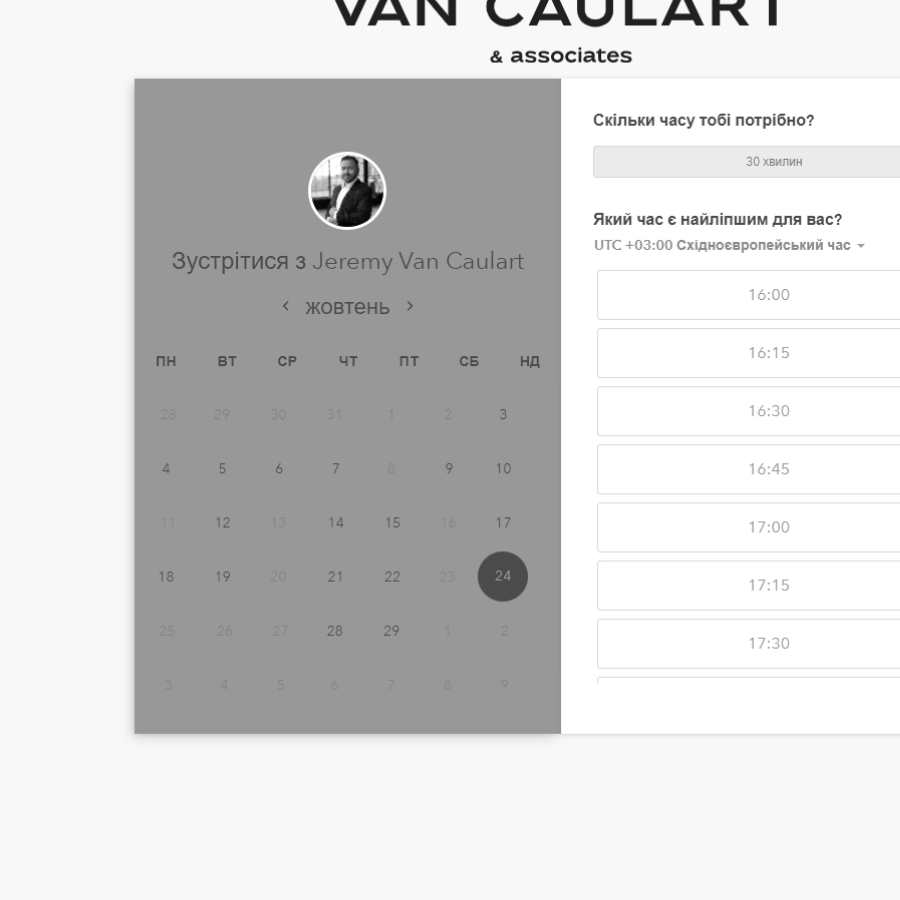 VAN CAULART
& associates
Зустрітися з Jeremy Van Caulart
жовтень
ПН ВТ СР ЧТ ПТ СБ НД
28 29 30 31 1 2 3
4 5 6 7 8 9 10
11 12 13 14 15 16 17
18 19 20 21 22 23 24
25 26 27 28 29 1 2
3 4 5 6 7 8 9
Скільки часу тобі потрібно?
30 хвилин
Який час є найліпшим для вас?
UTC +03:00 Східноєвропейський час
16:00
16:15
16:30
16:45
17:00
17:15
17:30